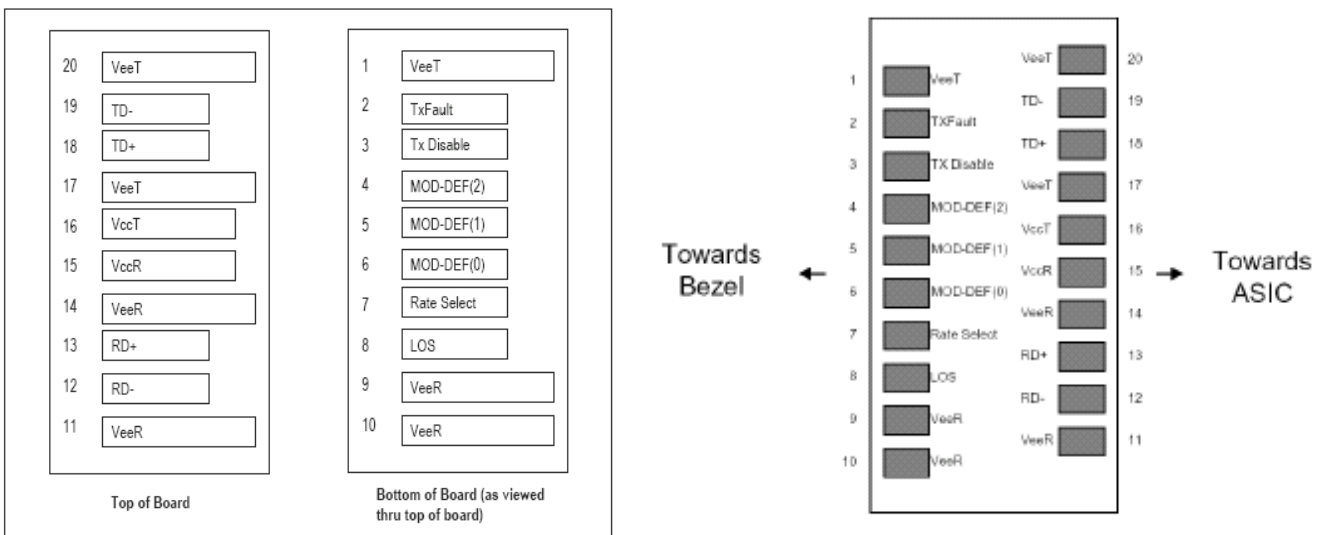 20 VeeT
19 TD-
18 TD+
17 VeeT
16 VccT
15 VccR
14 VeeR
13 RD+
12 RD-
11 VeeR
Top of Board
1 VeeT
2 TxFault
3 Tx Disable
4 MOD-DEF(2)
5 MOD-DEF(1)
6 MOD-DEF(0)
7 Rate Select
8 LOS
9 VeeR
10 VeeR
Bottom of Board (as viewed
thru top of board)
Towards
Bezel
1 VeeT
2 TXFault
3 TX Disable
4 MOD-DEF(2)
5 MOD-DEF(1)
6 MOD-DEF(0)
7 Rate Select
8 LOS
9 VeeR
10 VeeR
VeeT 20
TD- 19
TD+ 18
VeeT 17
VccT 16
VccR 15
VeeR 14
RD+ 13
RD- 12
VeeR 11
Towards
ASIC